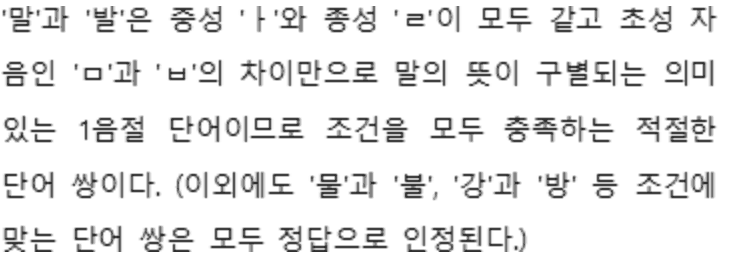 '말'과 '발'은 중성 'ㅏ'와 종성 'ㄹ'이 모두 같고 초성 자
음인 'ㅁ'과 'ㅂ'의 차이만으로 말의 뜻이 구별되는 의미
있는 1음절 단어이므로 조건을 모두 충족하는 적절한
단어 쌍이다. (이외에도 '물'과 '불', '강'과 '방' 등 조건에
맞는 단어 쌍은 모두 정답으로 인정된다.)